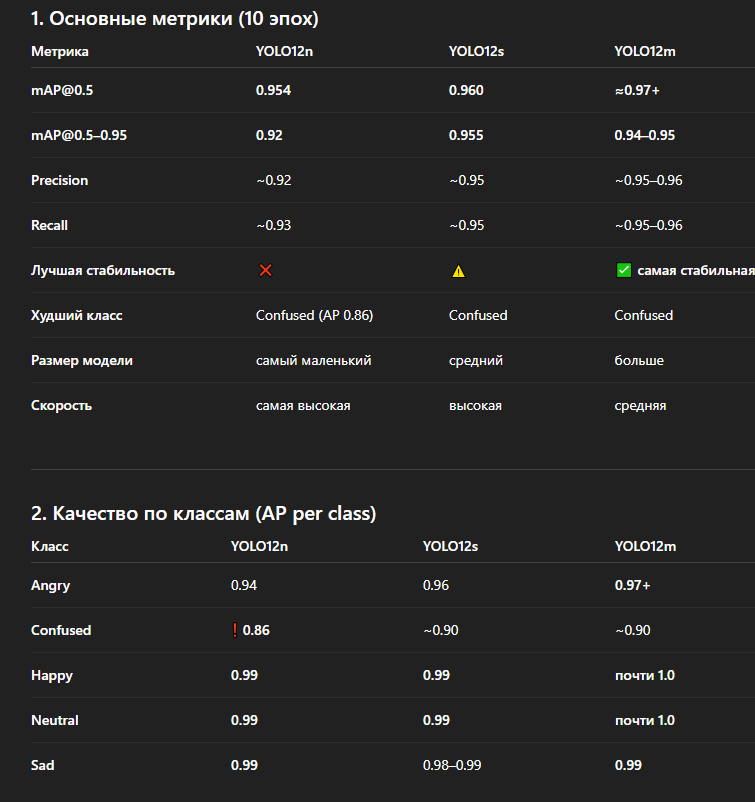 1. Основные метрики (10 эпох)
Метрика YOLO12n YOLO12s YOLO12m
mAP@0.5 0.954 0.960 ≈0.97+
mAP@0.5–0.95 0.92 0.955 0.94–0.95
Precision ~0.92 ~0.95 ~0.95–0.96
Recall ~0.93 ~0.95 ~0.95–0.96
Лучшая стабильность ❌ ⚠️ ✅ самая стабильная
Худший класс Confused (AP 0.86) Confused Confused
Размер модели самый маленький средний больше
Скорость самая высокая высокая средняя
2. Качество по классам (AP per class)
Класс YOLO12n YOLO12s YOLO12m
Angry 0.94 0.96 0.97+
Confused ❗0.86 ~0.90 ~0.90
Happy 0.99 0.99 почти 1.0
Neutral 0.99 0.99 почти 1.0
Sad 0.99 0.98–0.99 0.99